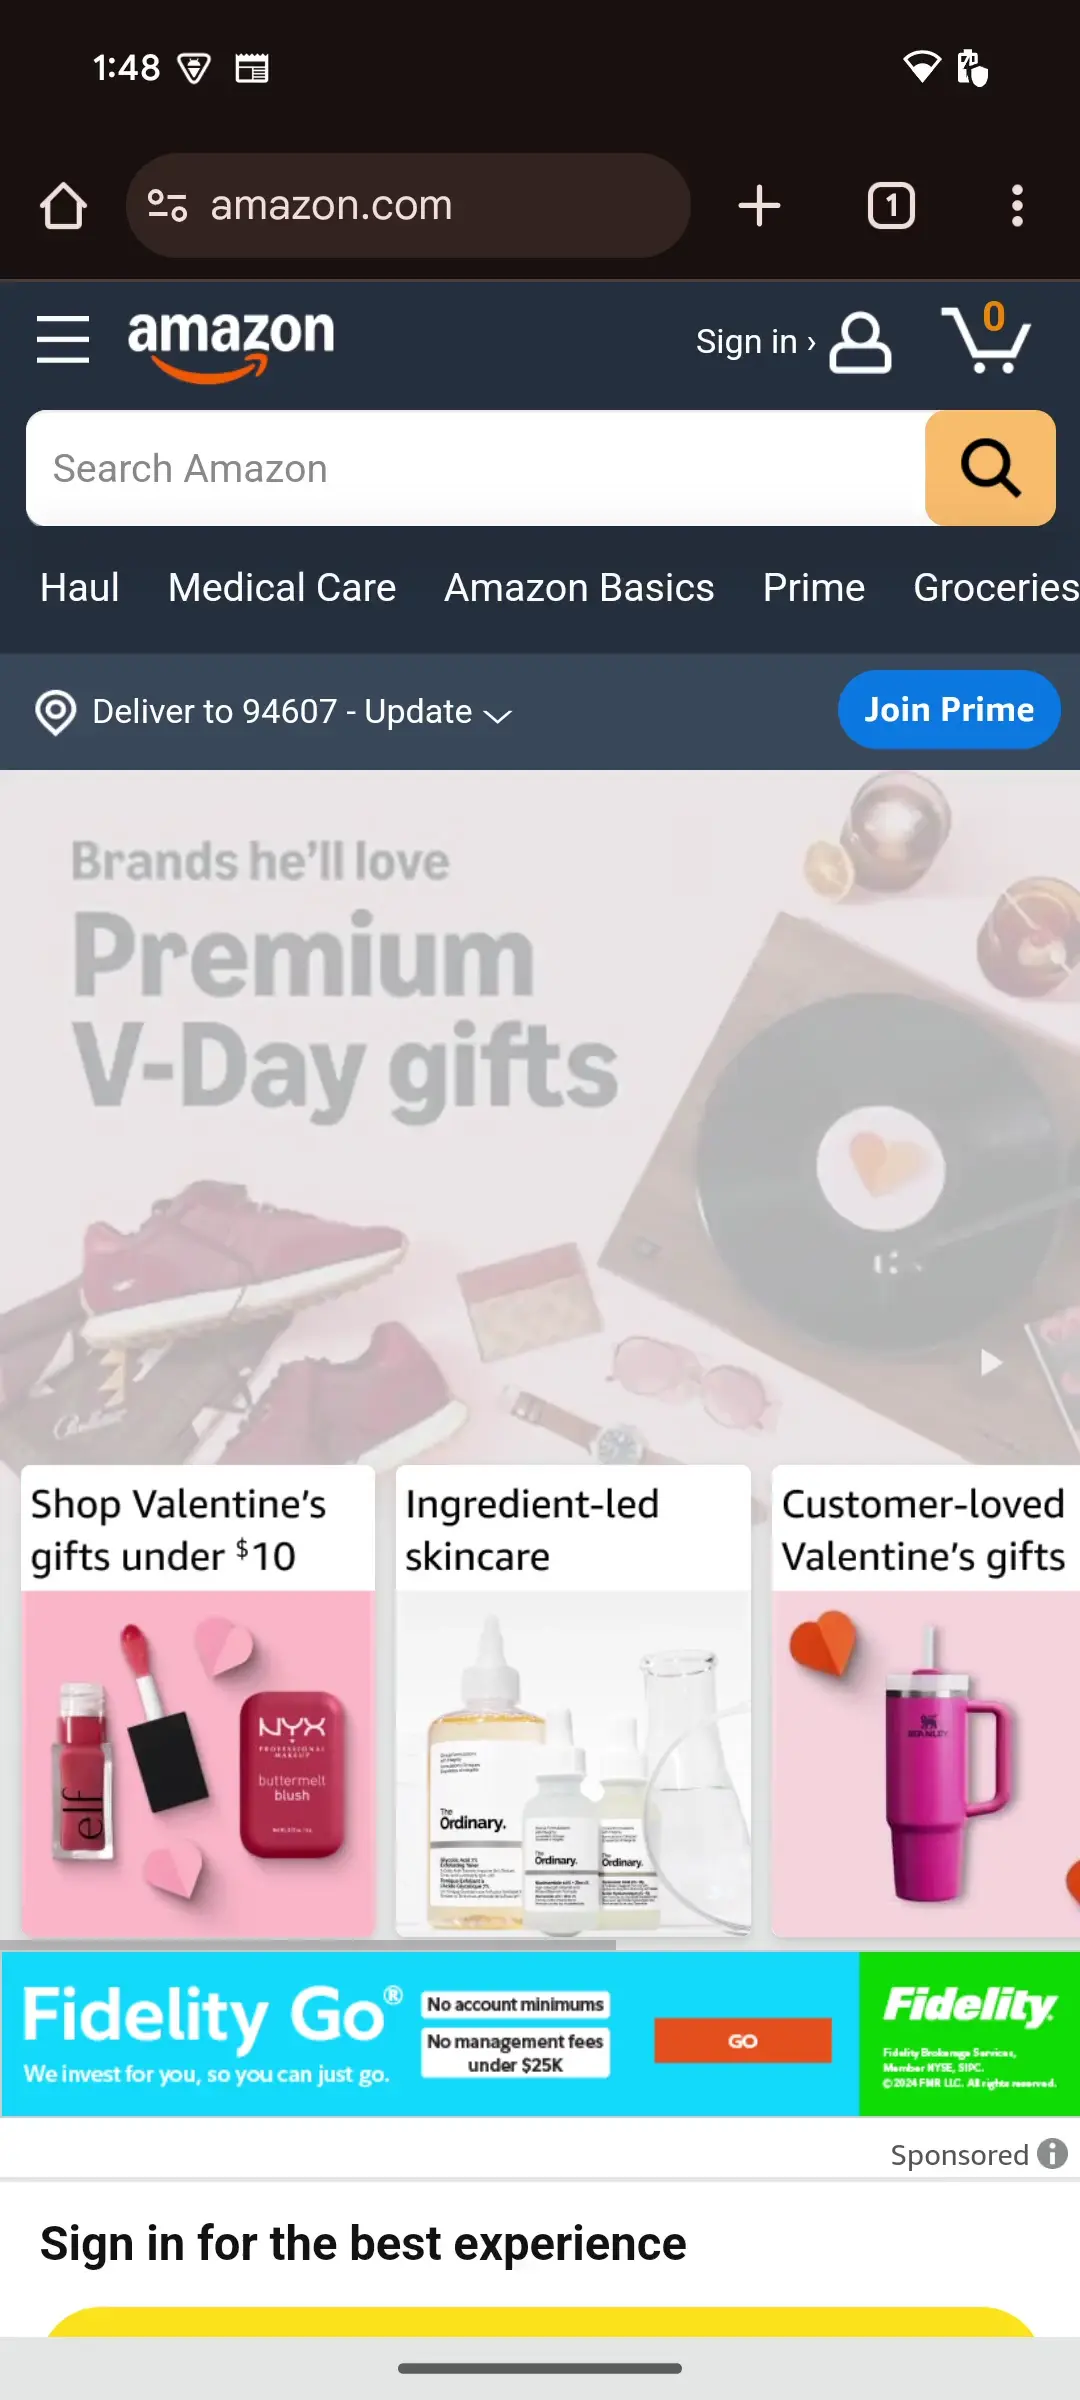 1:48
amazon.com
1
amazon
Sign in ›
0
Search Amazon
Haul Medical Care Amazon Basics Prime Groceries
Deliver to 94607 - Update
Join Prime
Brands he'll love
Premium
V-Day gifts
Shop Valentine's
gifts under $10
elf
NYX
PROFESSIONAL
MAKEUP
buttermelt
blush
Ingredient-led
skincare
The
Ordinary.
The
Ordinary.
The
Ordinary.
Customer-loved
Valentine's gifts
STANLEY
Fidelity Go®
We invest for you, so you can just go.
No account minimums
No management fees
under $25K
GO
Fidelity
Fidelity Brokerage Services,
Member NYSE, SIPC.
©2024 FMR LLC. All rights reserved.
Sponsored
Sign in for the best experience